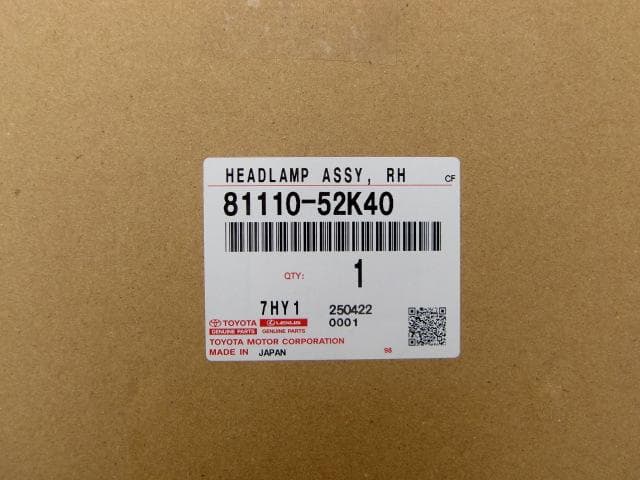 HEADLAMP ASSY, RH CF
81110-52K40
QTY: 1
7HY1 250422
0001
TOYOTA LEXUS
GENUINE PARTS GENUINE PARTS
TOYOTA MOTOR CORPORATION
MADE IN JAPAN 98